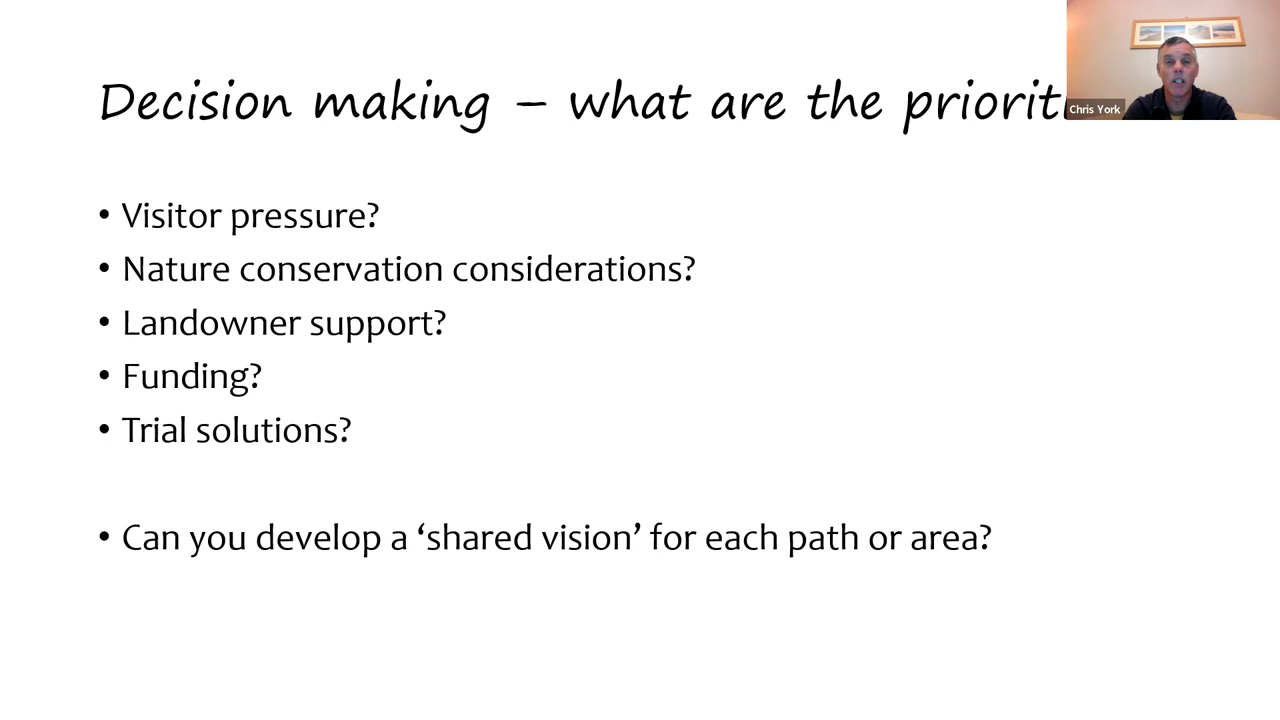 Decision making – what are the priorit
Chris York
• Visitor pressure?
• Nature conservation considerations?
• Landowner support?
• Funding?
• Trial solutions?
• Can you develop a ‘shared vision’ for each path or area?